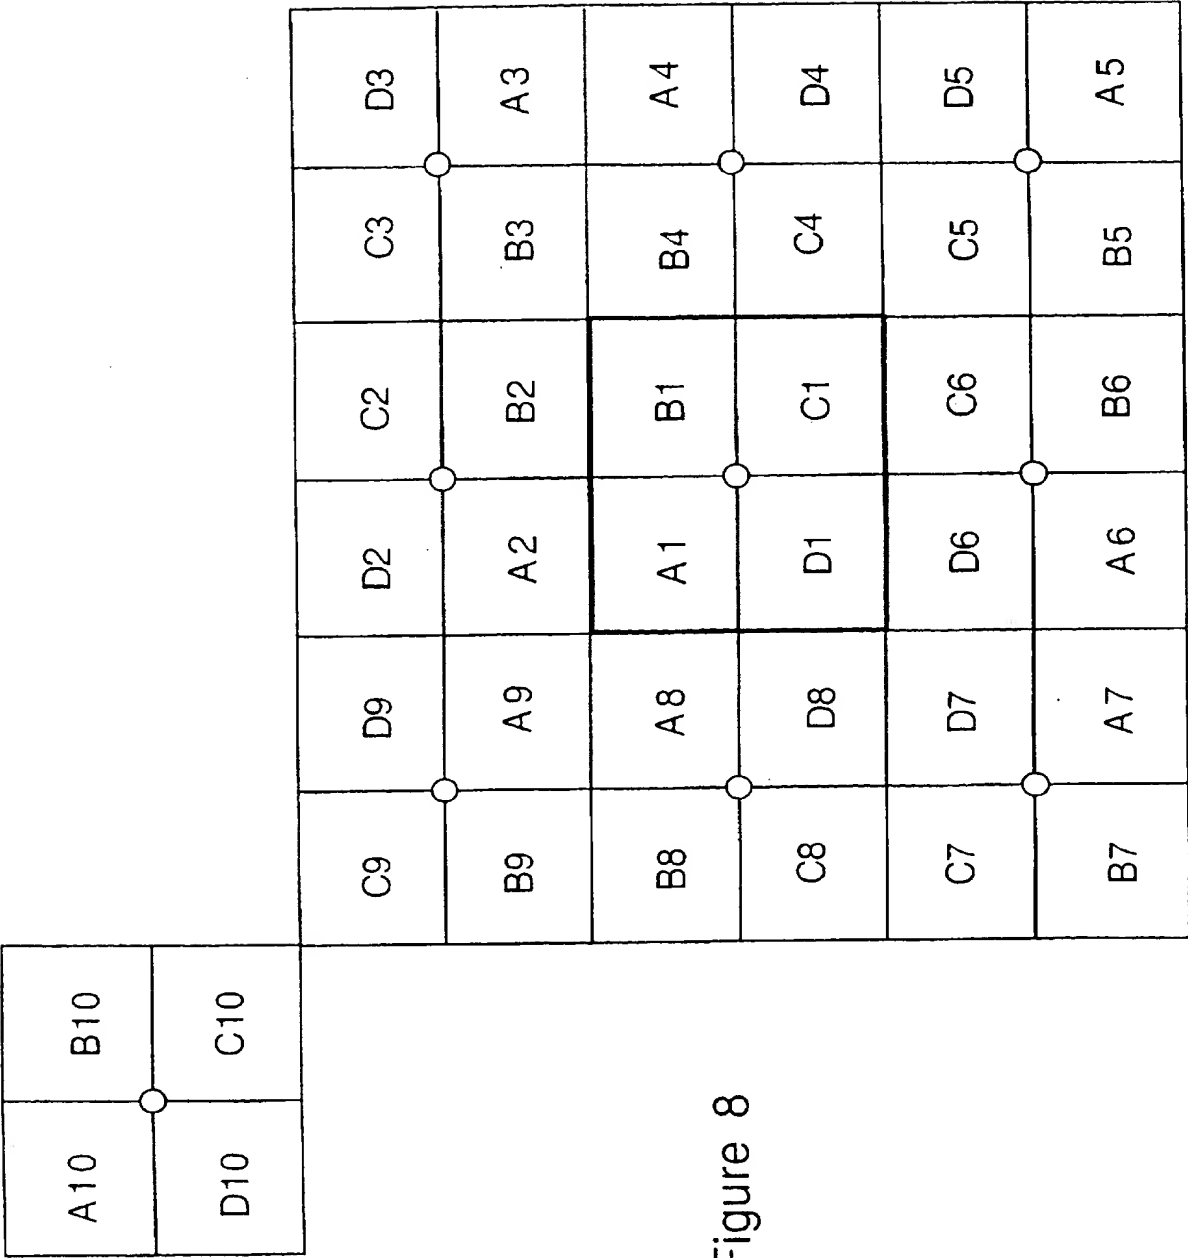 A10 B10
D10 C10
C9 D9 D2 C2 C3 D3
B9 A9 A2 B2 B3 A3
B8 A8 A1 B1 B4 A4
C8 D8 D1 C1 C4 D4
C7 D7 D6 C6 C5 D5
B7 A7 A6 B6 B5 A5
Figure 8